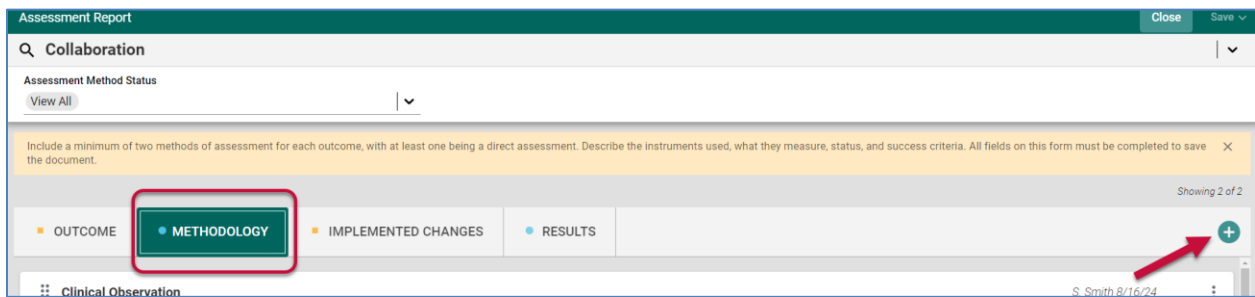 Assessment Report
Close Save
Collaboration
Assessment Method Status
View All
Include a minimum of two methods of assessment for each outcome, with at least one being a direct assessment. Describe the instruments used, what they measure, status, and success criteria. All fields on this form must be completed to save
the document.
Showing 2 of 2
OUTCOME METHODOLOGY IMPLEMENTED CHANGES RESULTS
Clinical Observation S. Smith 8/16/24